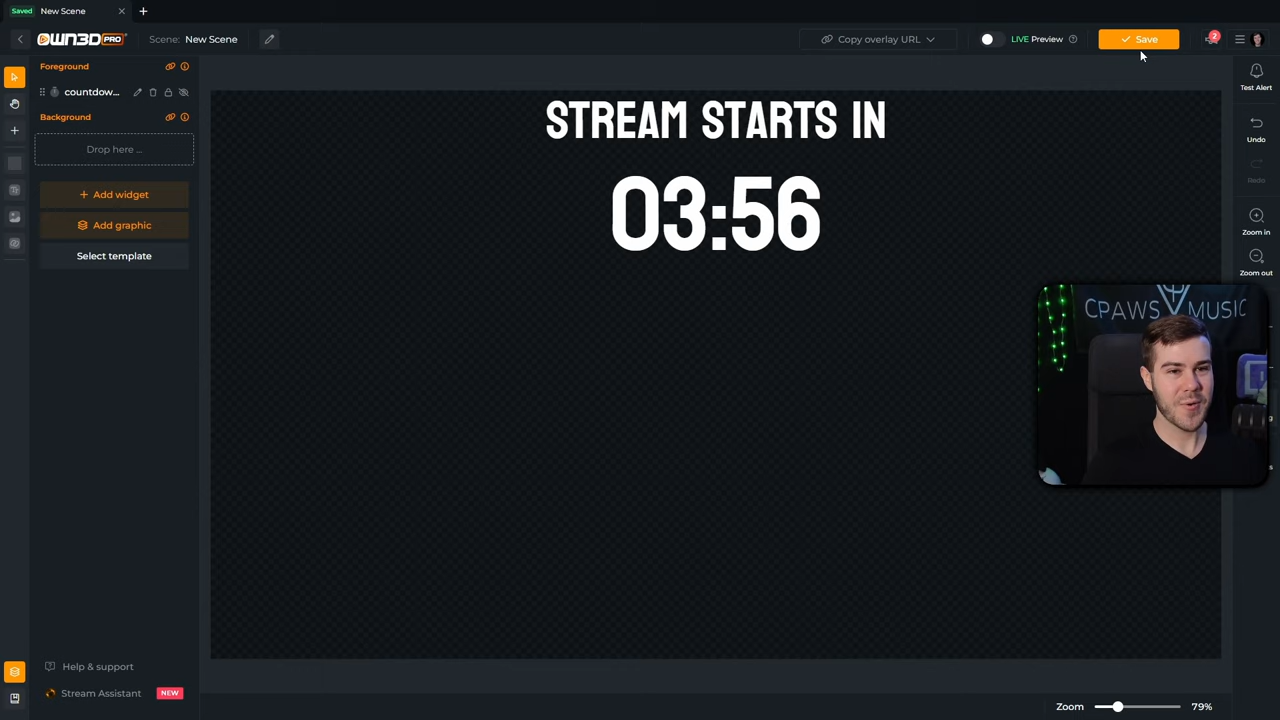 Saved New Scene
OWN3D PRO
Scene: New Scene
Copy overlay URL
LIVE Preview
Save
2
Foreground
countdow...
Background
Drop here ...
Add widget
Add graphic
Select template
Help & support
Stream Assistant NEW
STREAM STARTS IN
03:56
CPAWS MUSIC
Test Alert
Undo
Redo
Zoom in
Zoom out
Zoom 79%